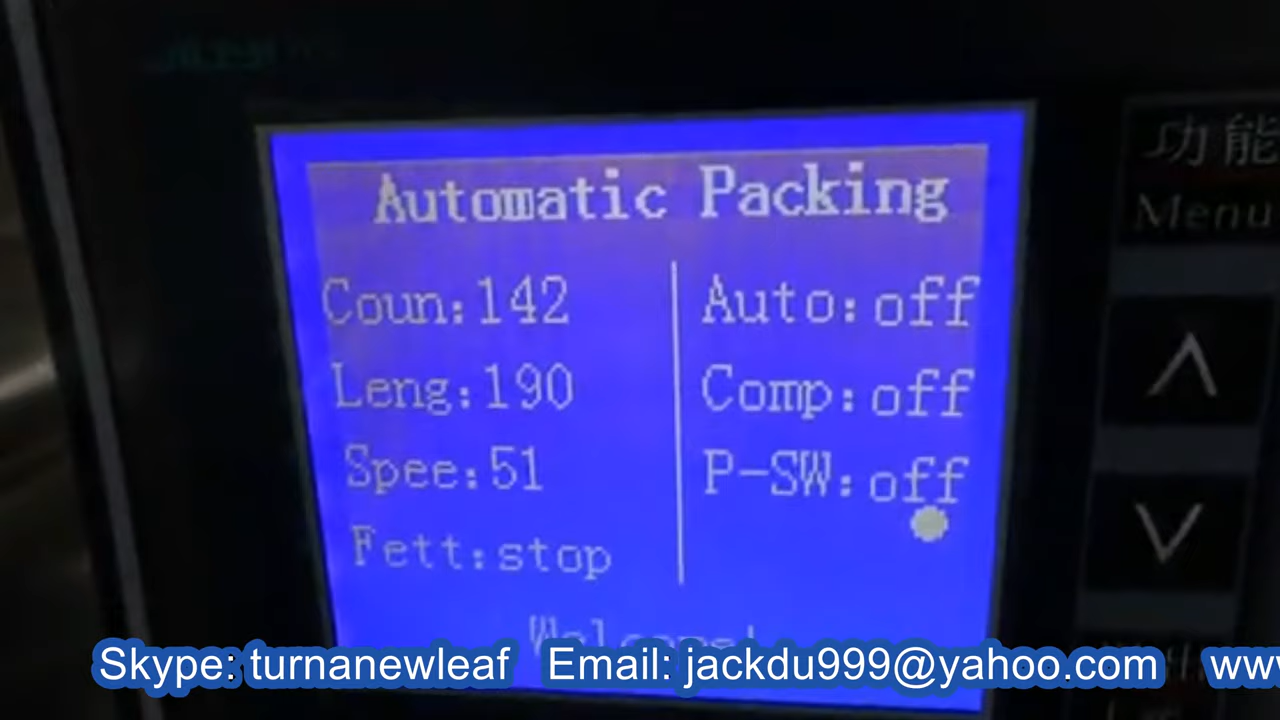 Automatic Packing
Coun:142
Auto:off
Leng:190
Comp:off
Spee:51
P-SW:off
Fett:stop
Welcome!
功能
Menu
Skype: turnanewleaf Email: jackdu999@yahoo.com